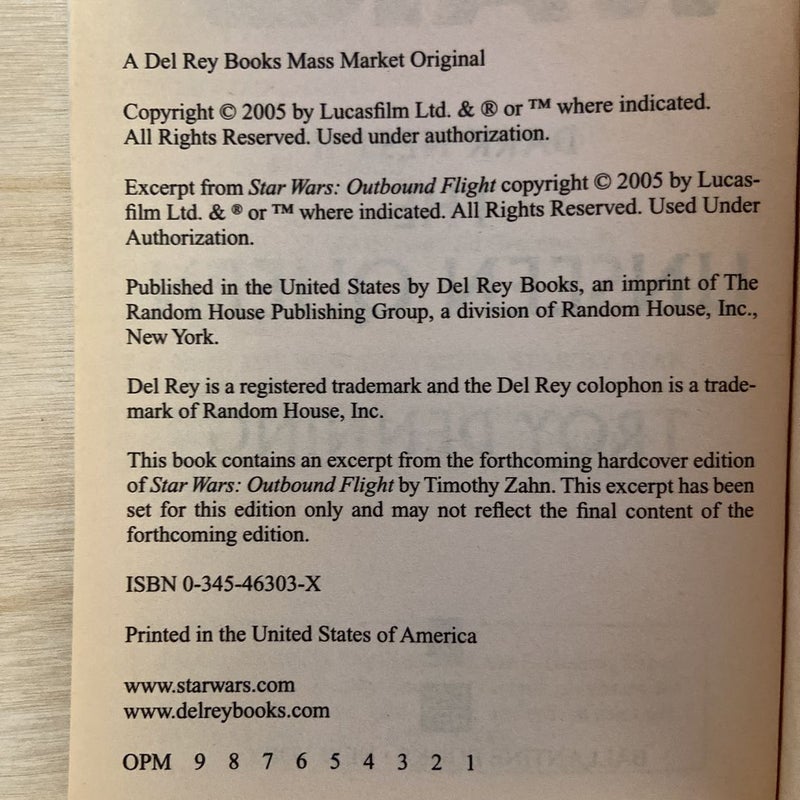 A Del Rey Books Mass Market Original
Copyright © 2005 by Lucasfilm Ltd. & ® or ™ where indicated.
All Rights Reserved. Used under authorization.
Excerpt from Star Wars: Outbound Flight copyright © 2005 by Lucas-
film Ltd. & ® or ™ where indicated. All Rights Reserved. Used Under
Authorization.
Published in the United States by Del Rey Books, an imprint of The
Random House Publishing Group, a division of Random House, Inc.,
New York.
Del Rey is a registered trademark and the Del Rey colophon is a trade-
mark of Random House, Inc.
This book contains an excerpt from the forthcoming hardcover edition
of Star Wars: Outbound Flight by Timothy Zahn. This excerpt has been
set for this edition only and may not reflect the final content of the
forthcoming edition.
ISBN 0-345-46303-X
Printed in the United States of America
www.starwars.com
www.delreybooks.com
OPM 9 8 7 6 5 4 3 2 1